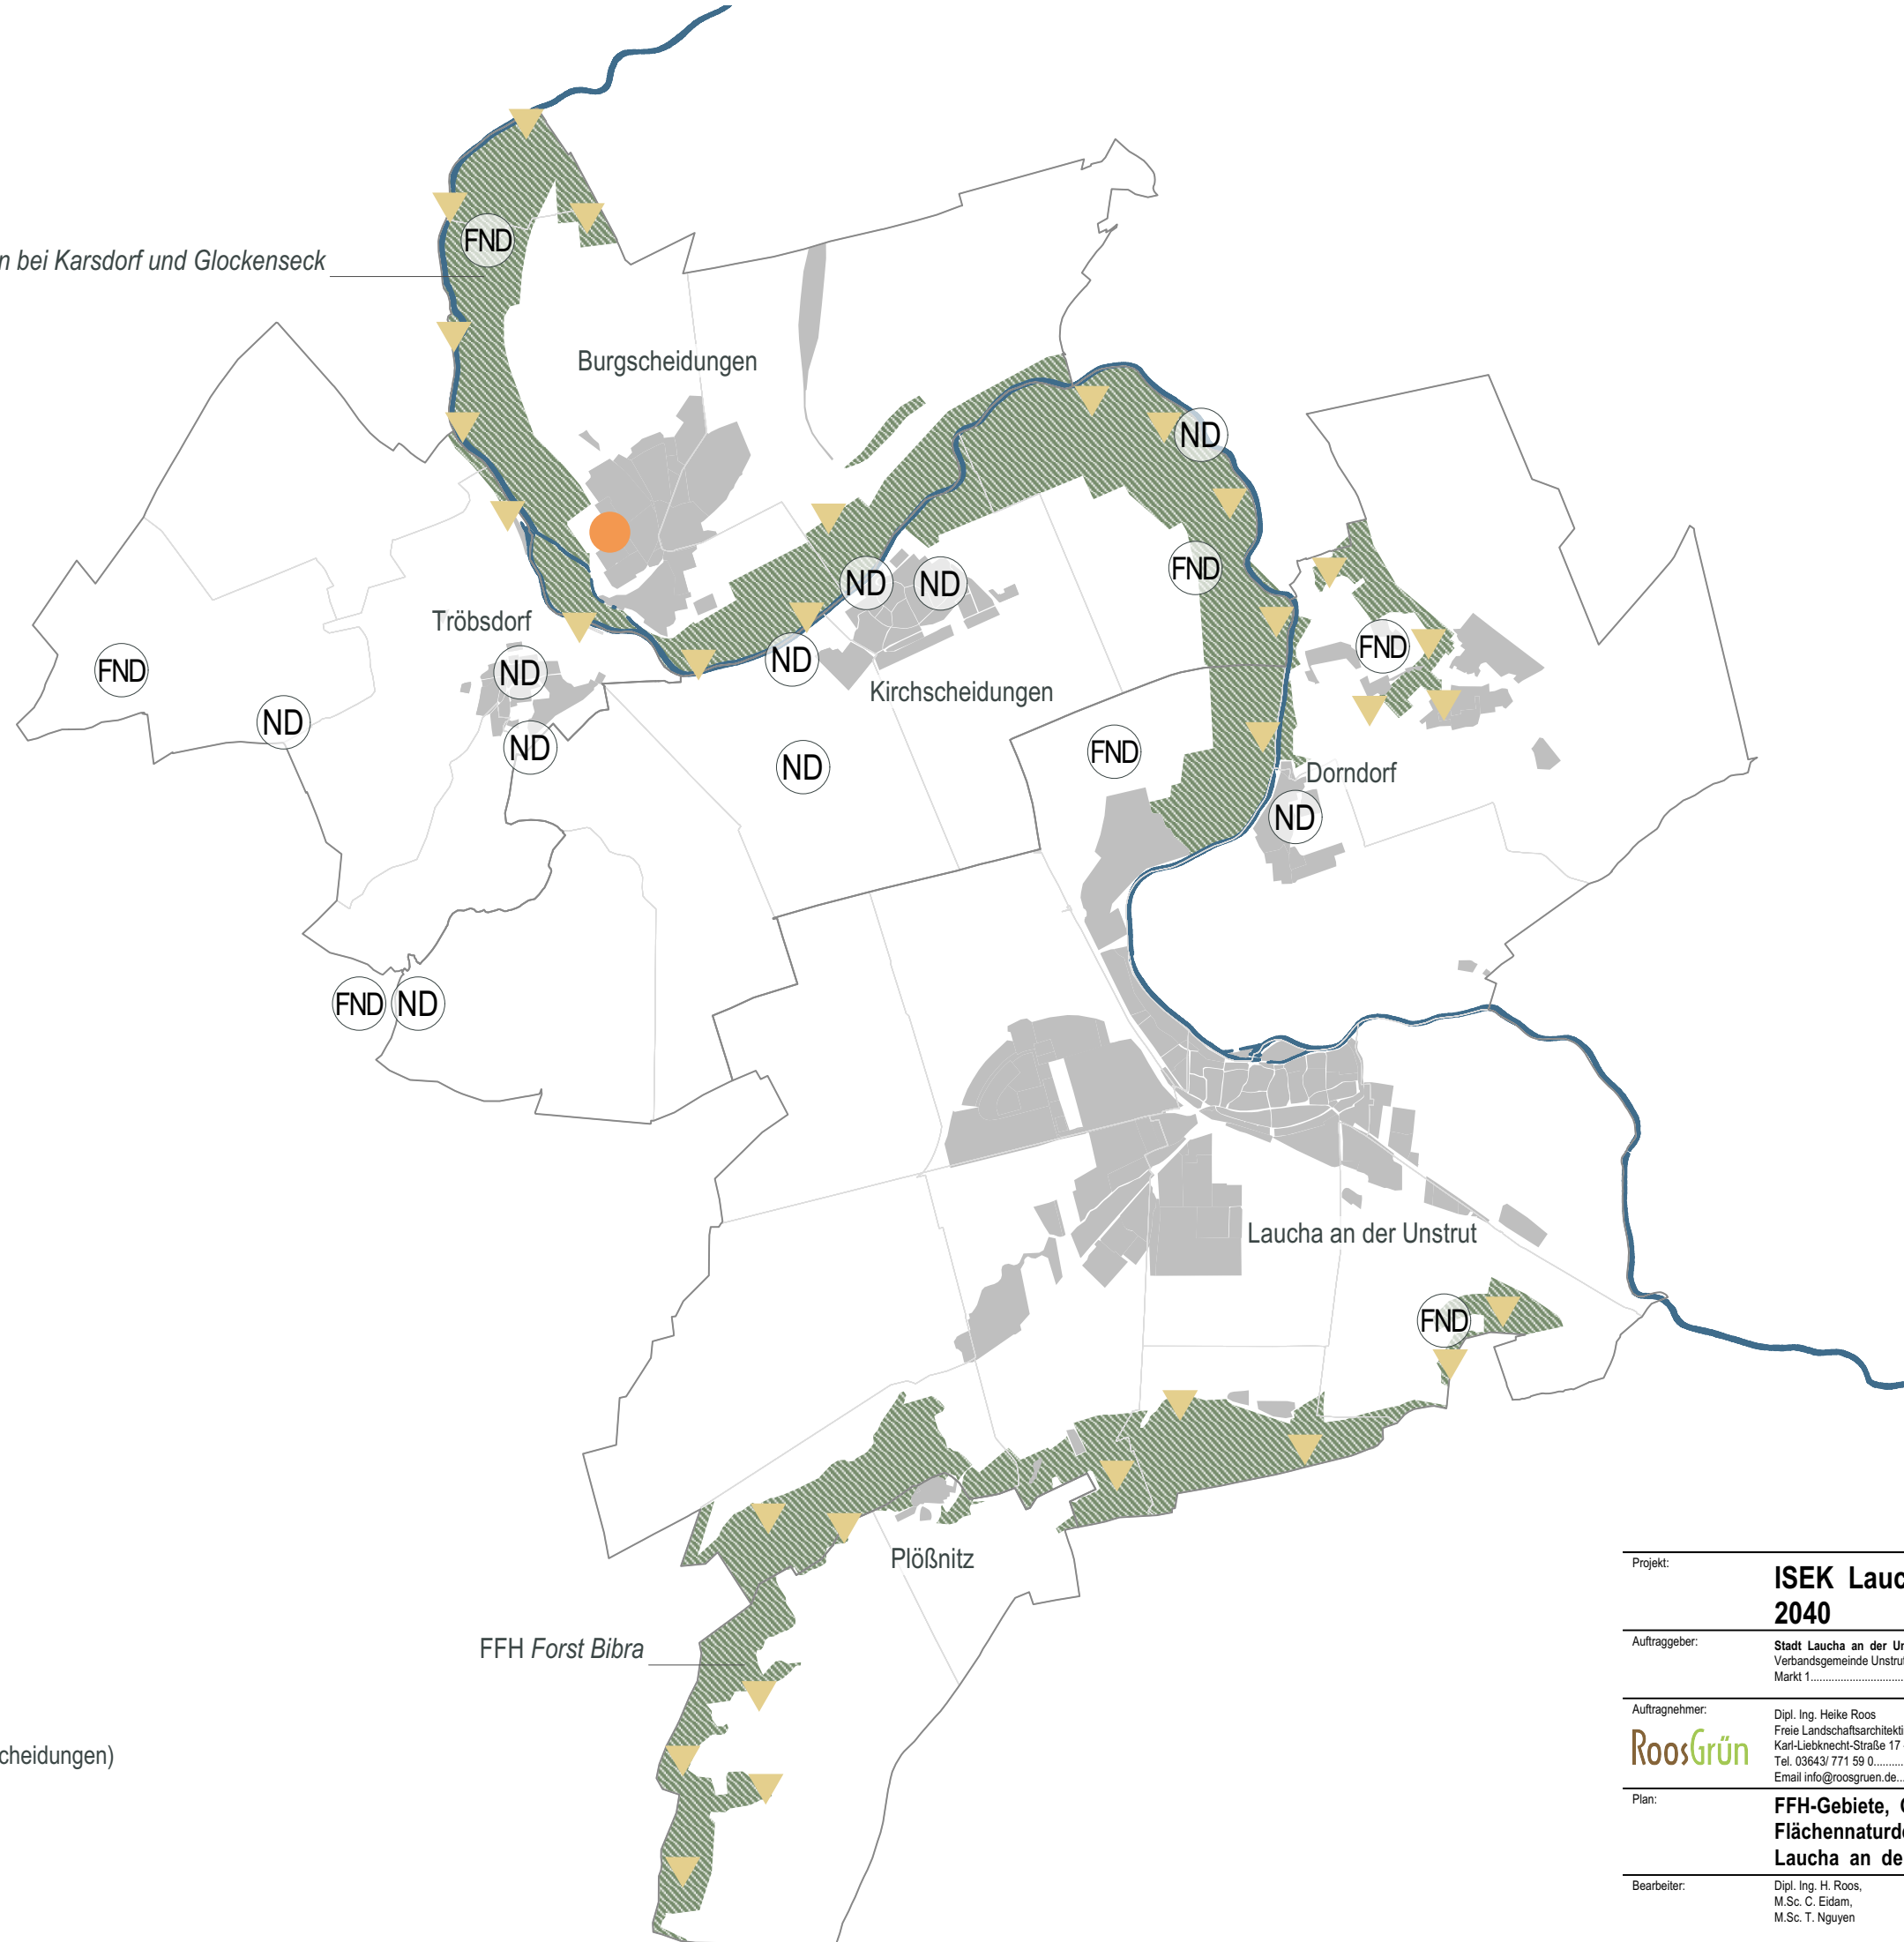 FND
n bei Karsdorf und Glockenseck
Burgscheidungen
ND
FND
ND
ND
Tröbsdorf
FND
FND
ND
ND
Kirchscheidungen
ND
ND
FND
ND
Dorndorf
ND
FND
ND
Laucha an der Unstrut
FND
Plößnitz
FFH Forst Bibra
cheidungen)
Projekt:
ISEK Lauc
2040
Auftraggeber:
Stadt Laucha an der Un
Verbandsgemeinde Unstrut
Markt 1
Auftragnehmer:
RoosGrün
Dipl. Ing. Heike Roos
Freie Landschaftsarchitekti
Karl-Liebknecht-Straße 17
Tel. 03643/ 771 59 0
Email info@roosgruen.de
Plan:
FFH-Gebiete,
Flächennaturde
Laucha an de
Bearbeiter:
Dipl. Ing. H. Roos,
M.Sc. C. Eidam,
M.Sc. T. Nguyen